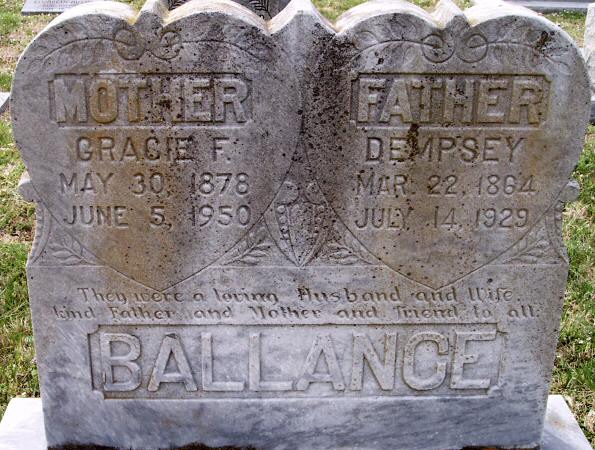 MOTHER
GRACIE F.
MAY 30, 1878
JUNE 5, 1950
FATHER
DEMPSEY
MAR. 22, 1864
JULY 14, 1929
They were a loving Husband and Wife,
kind Father and Mother and friend to all.
BALLANCE